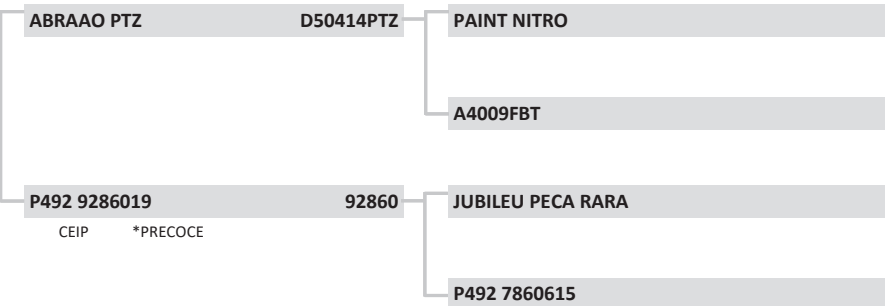 ABRAAO PTZ D50414PTZ PAINT NITRO
A4009FBT
P492 9286019 92860 JUBILEU PECA RARA
CEIP *PRECOCE
P492 7860615